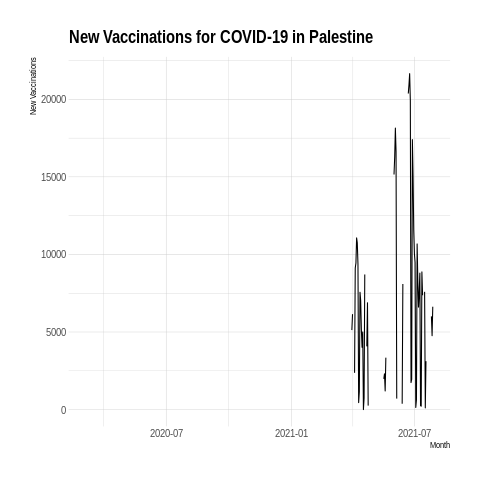 New Vaccinations for COVID-19 in Palestine
New Vaccinations
20000
15000
10000
5000
0
2020-07
2021-01
2021-07
Month